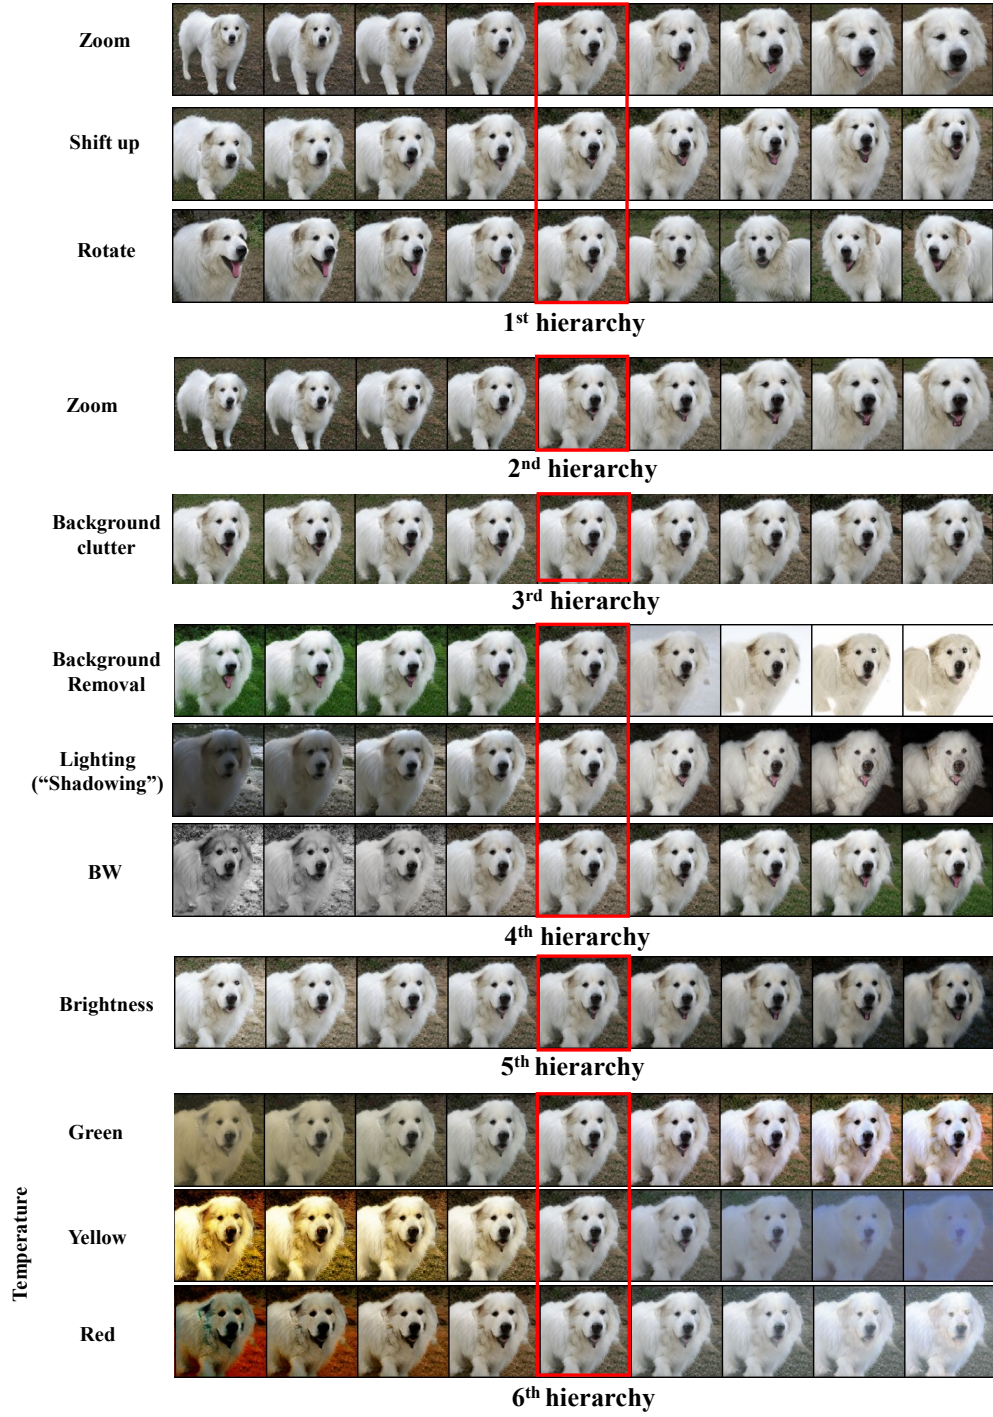 Zoom
Shift up
Rotate
1st hierarchy
Zoom
2nd hierarchy
Background
clutter
3rd hierarchy
Background
Removal
Lighting
(“Shadowing”)
BW
4th hierarchy
Brightness
5th hierarchy
Temperature
Green
Yellow
Red
6th hierarchy